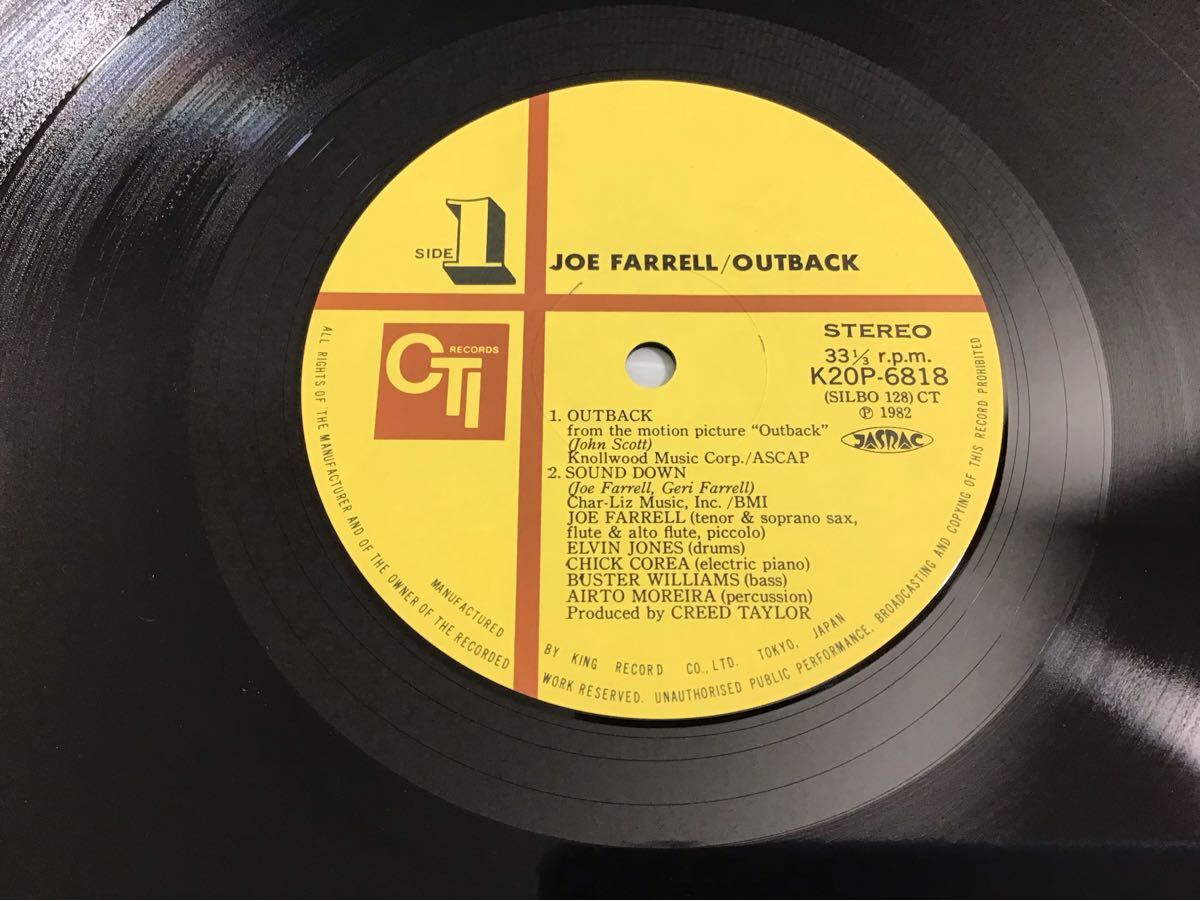 SIDE 1
JOE FARRELL/OUTBACK
CTI RECORDS
STEREO
33⅓ r.p.m.
K20P-6818
(SILBO 128) CT
Ⓟ 1982
JASRAC
1. OUTBACK
from the motion picture “Outback”
(John Scott)
Knollwood Music Corp./ASCAP
2. SOUND DOWN
(Joe Farrell, Geri Farrell)
Char-Liz Music, Inc. /BMI
JOE FARRELL (tenor & soprano sax,
flute & alto flute, piccolo)
ELVIN JONES (drums)
CHICK COREA (electric piano)
BUSTER WILLIAMS (bass)
AIRTO MOREIRA (percussion)
Produced by CREED TAYLOR
MANUFACTURED BY KING RECORD CO., LTD. TOKYO, JAPAN
ALL RIGHTS OF THE MANUFACTURER AND OF THE OWNER OF THE RECORDED WORK RESERVED. UNAUTHORISED PUBLIC PERFORMANCE, BROADCASTING AND COPYING OF THIS RECORD PROHIBITED